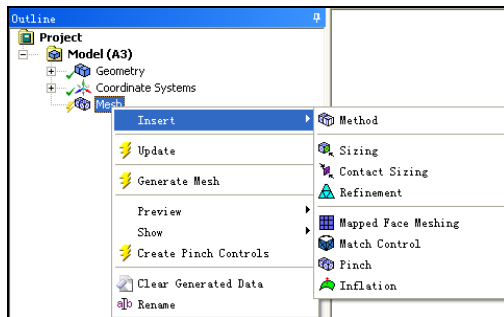 Outline
Project
Model (A3)
Geometry
Coordinate Systems
Mesh
Insert
Update
Generate Mesh
Preview
Show
Create Pinch Controls
Clear Generated Data
Rename
Method
Sizing
Contact Sizing
Refinement
Mapped Face Meshing
Match Control
Pinch
Inflation